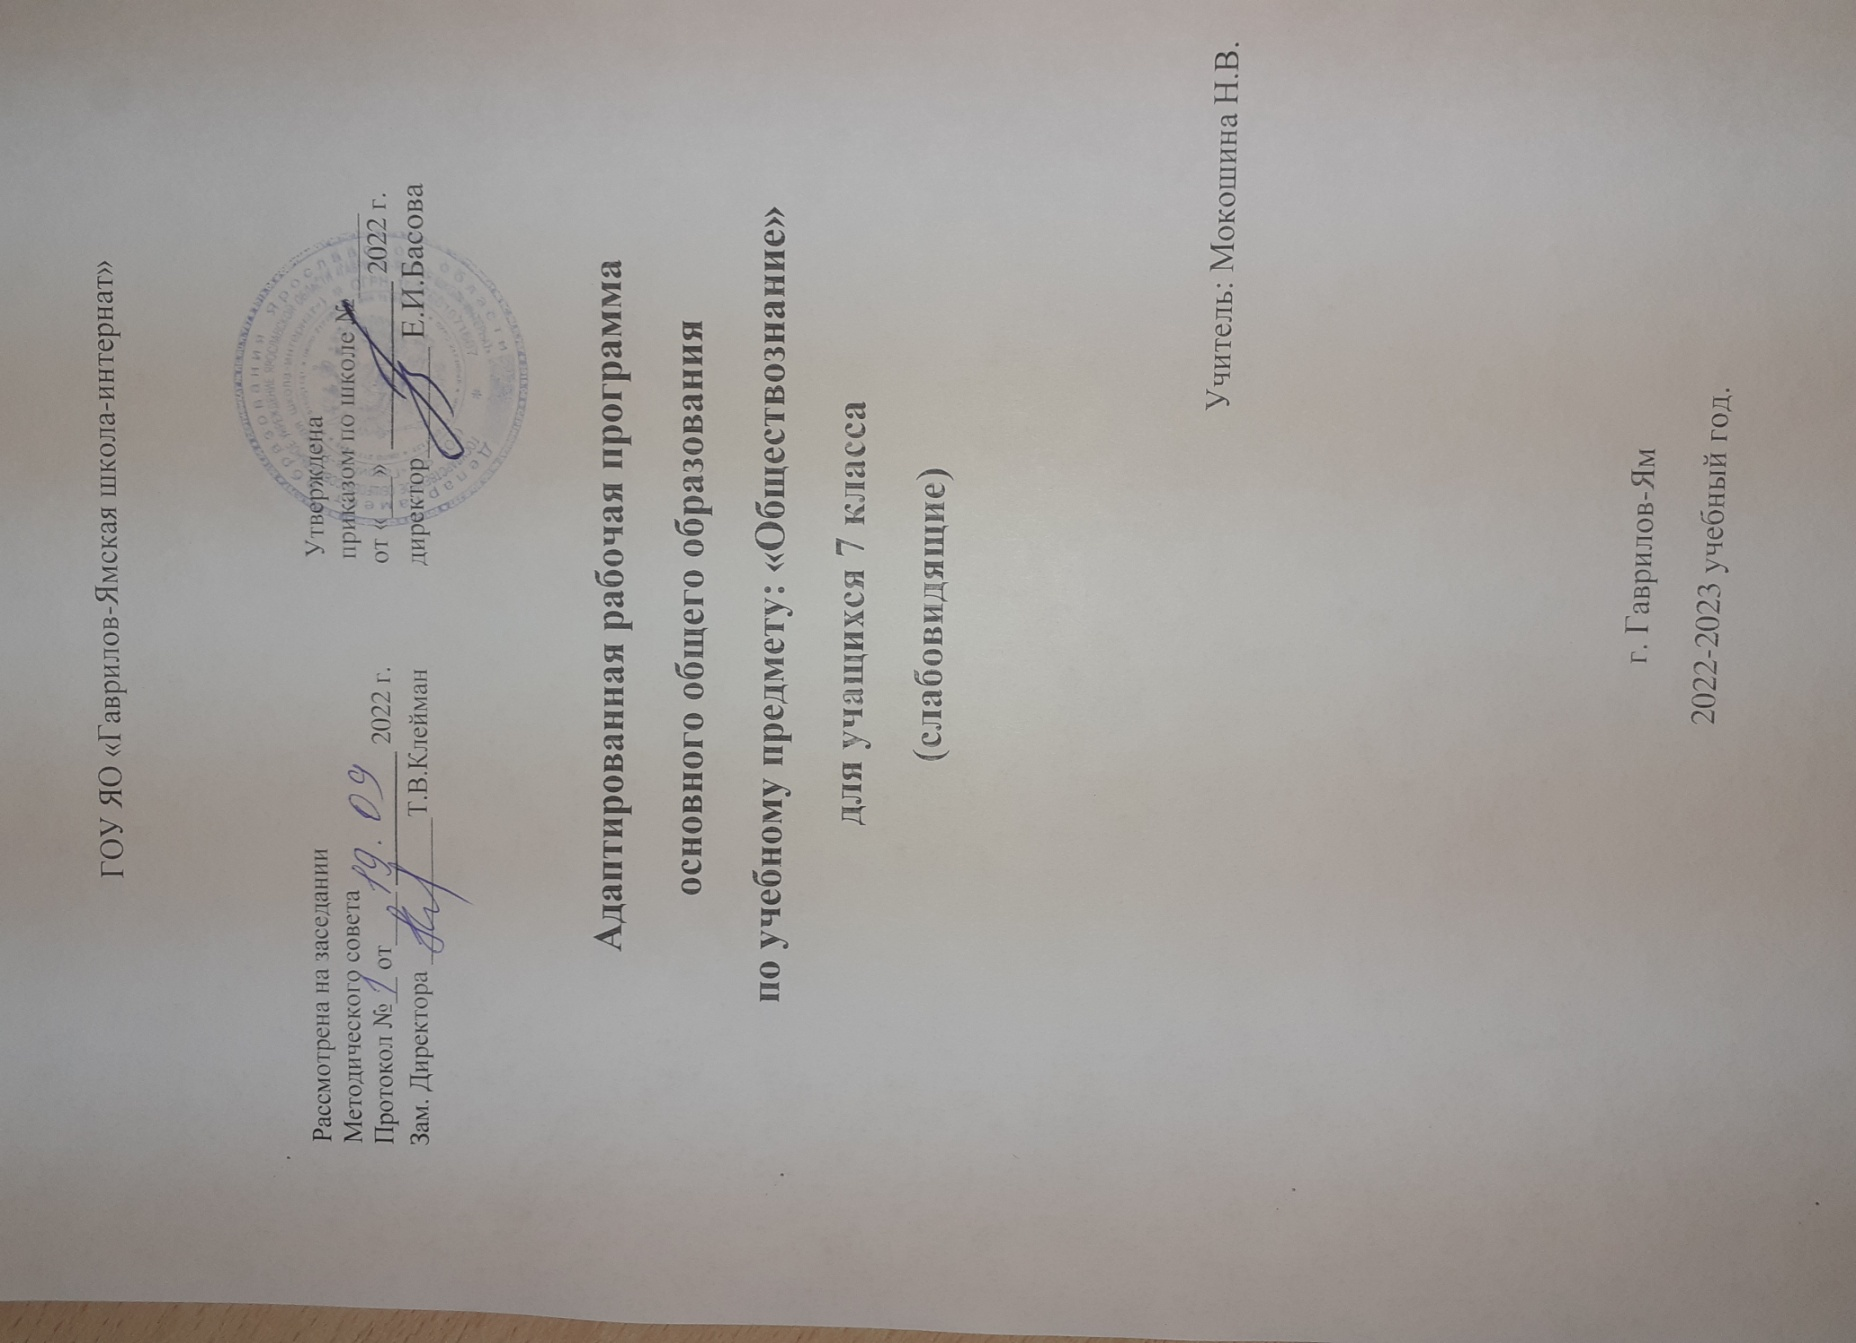 ГОУ ЯО «Гаврилов-Ямская школа-интернат»
Рассмотрена на заседании
Методического совета
Протокол № 1 от 19.09 2022 г.
Зам. Директора Т.В.Клейман
Утверждена
приказом по школе №
от « » 2022 г.
директор Е.И.Басова
Адаптированная рабочая программа
основного общего образования
по учебному предмету: «Обществознание»
для учащихся 7 класса
(слабовидящие)
Учитель: Мокошина Н.В.
г. Гаврилов-Ям
2022-2023 учебный год.